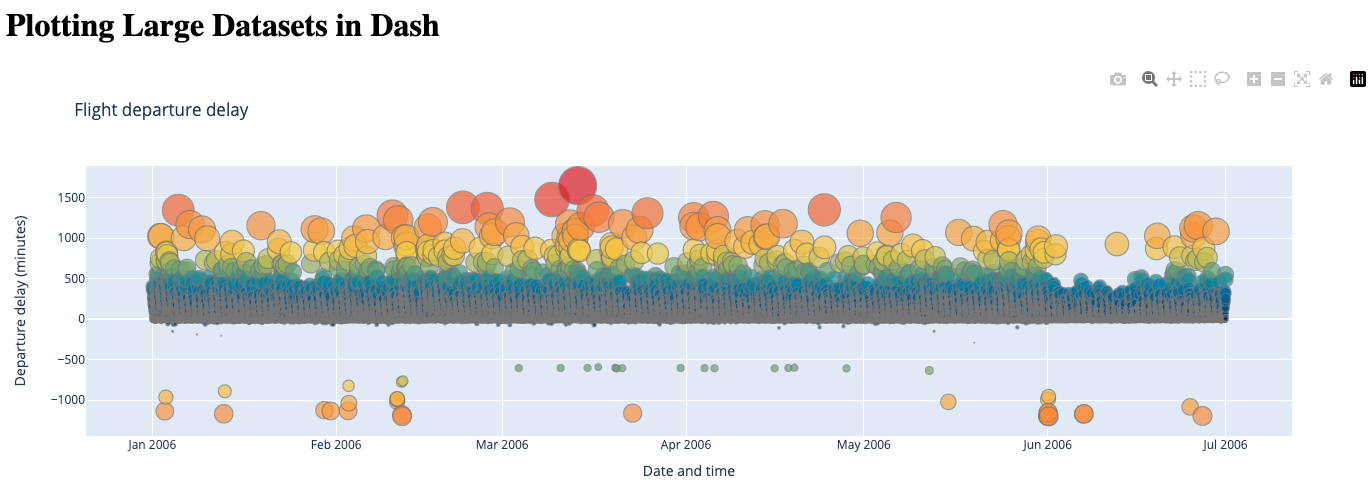 Plotting Large Datasets in Dash
Flight departure delay
Departure delay (minutes)
1500
1000
500
0
−500
−1000
Jan 2006
Feb 2006
Mar 2006
Apr 2006
May 2006
Jun 2006
Jul 2006
Date and time